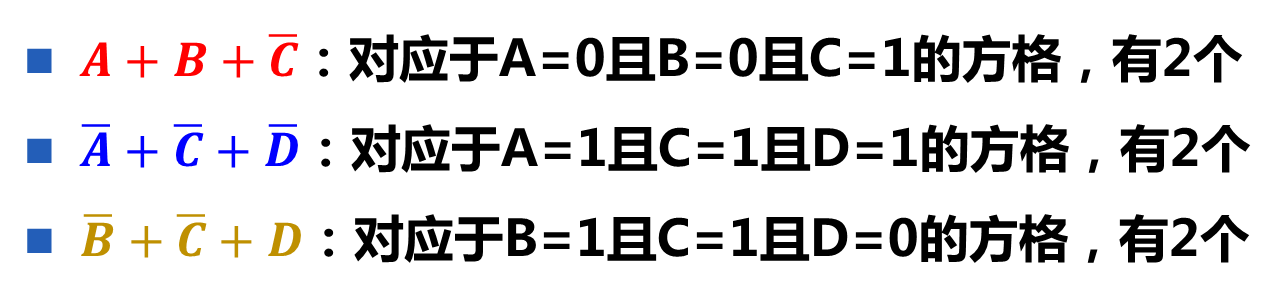 ■ A + B + C̅：对应于A=0且B=0且C=1的方格，有2个
■ A̅ + C̅ + D̅：对应于A=1且C=1且D=1的方格，有2个
■ B̅ + C̅ + D：对应于B=1且C=1且D=0的方格，有2个